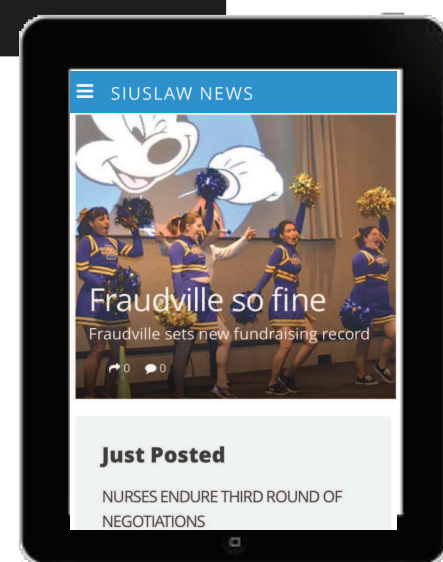 SIUSLAW NEWS
Fraudville so fine
Fraudville sets new fundraising record
0 0
Just Posted
NURSES ENDURE THIRD ROUND OF
NEGOTIATIONS